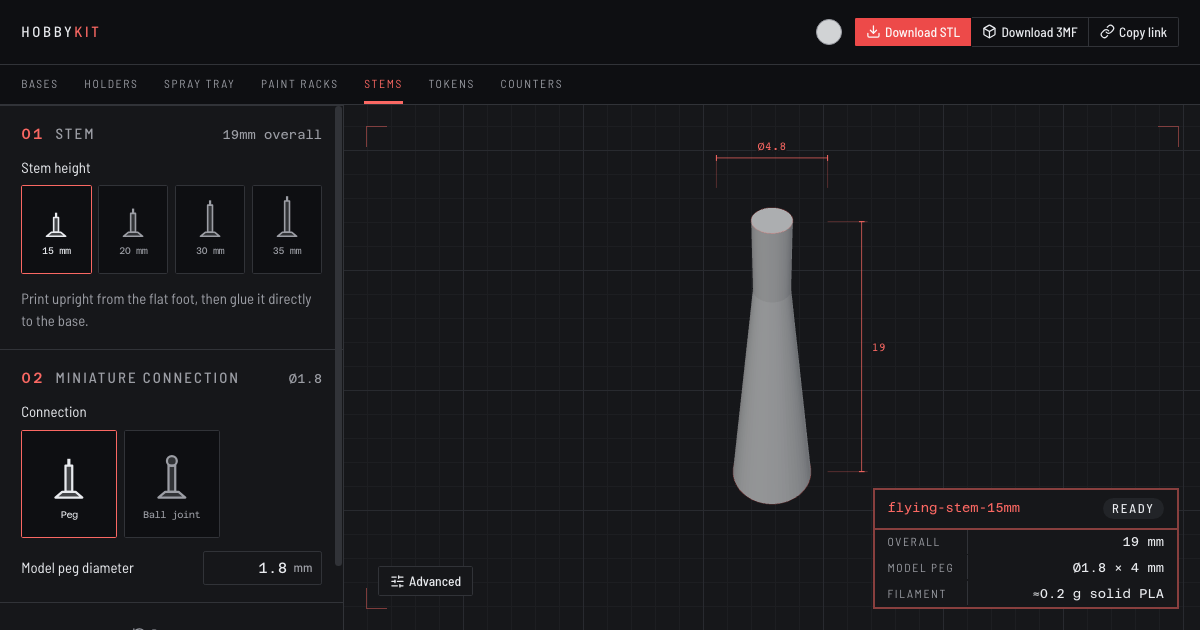 HOBBYKIT
Download STL
Download 3MF
Copy link
BASES
HOLDERS
SPRAY TRAY
PAINT RACKS
STEMS
TOKENS
COUNTERS
01 STEM
19mm overall
Stem height
15 mm
20 mm
30 mm
35 mm
Print upright from the flat foot, then glue it directly
to the base.
02 MINIATURE CONNECTION
Ø1.8
Connection
Peg
Ball joint
Model peg diameter
1.8 mm
Ø4.8
19
Advanced
flying-stem-15mm
READY
OVERALL
19 mm
MODEL PEG
Ø1.8 × 4 mm
FILAMENT
≈0.2 g solid PLA